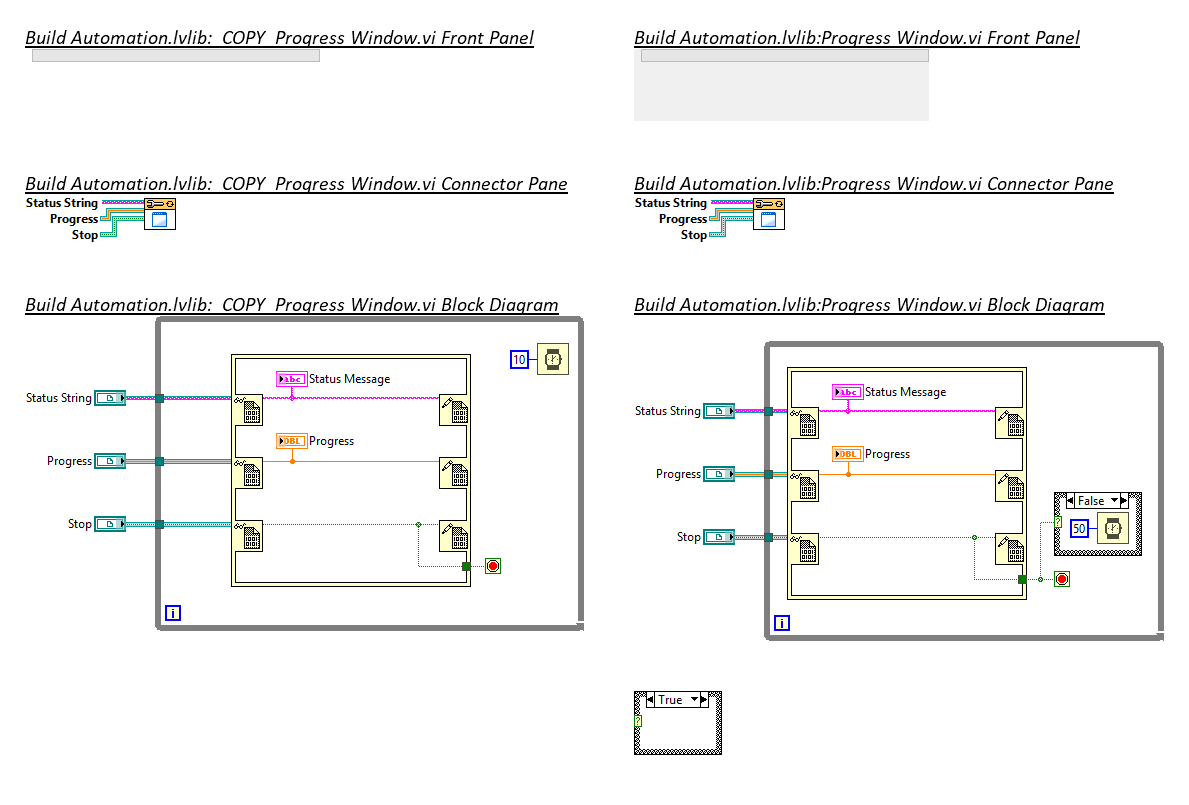 Build Automation.lvlib:  COPY  Progress Window.vi Front Panel
Build Automation.lvlib:Progress Window.vi Front Panel
Build Automation.lvlib:  COPY  Progress Window.vi Connector Pane
Status String
Progress
Stop
Build Automation.lvlib:Progress Window.vi Connector Pane
Status String
Progress
Stop
Build Automation.lvlib:  COPY  Progress Window.vi Block Diagram
10
abc Status Message
Status String
DBL Progress
Progress
Stop
i
Build Automation.lvlib:Progress Window.vi Block Diagram
abc Status Message
Status String
DBL Progress
Progress
False
?
50
Stop
i
True
?